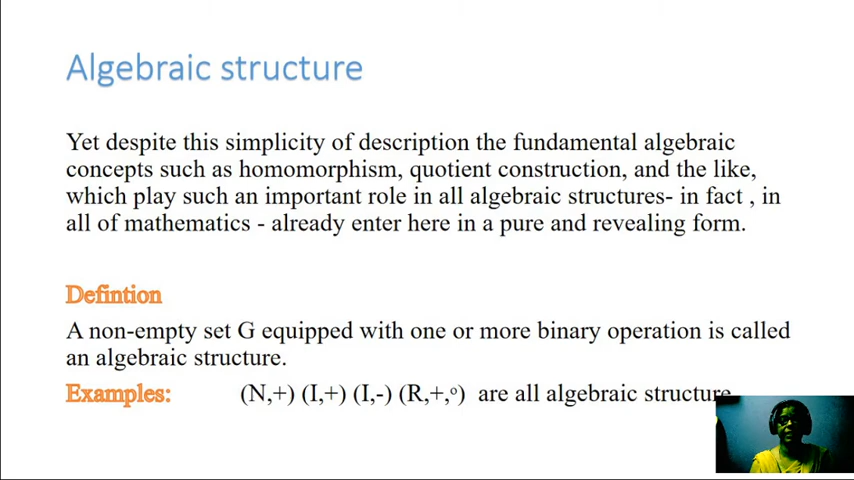 Algebraic structure
Yet despite this simplicity of description the fundamental algebraic
concepts such as homomorphism, quotient construction, and the like,
which play such an important role in all algebraic structures- in fact , in
all of mathematics - already enter here in a pure and revealing form.
Defintion
A non-empty set G equipped with one or more binary operation is called
an algebraic structure.
Examples: (N,+) (I,+) (I,-) (R,+,°) are all algebraic structure